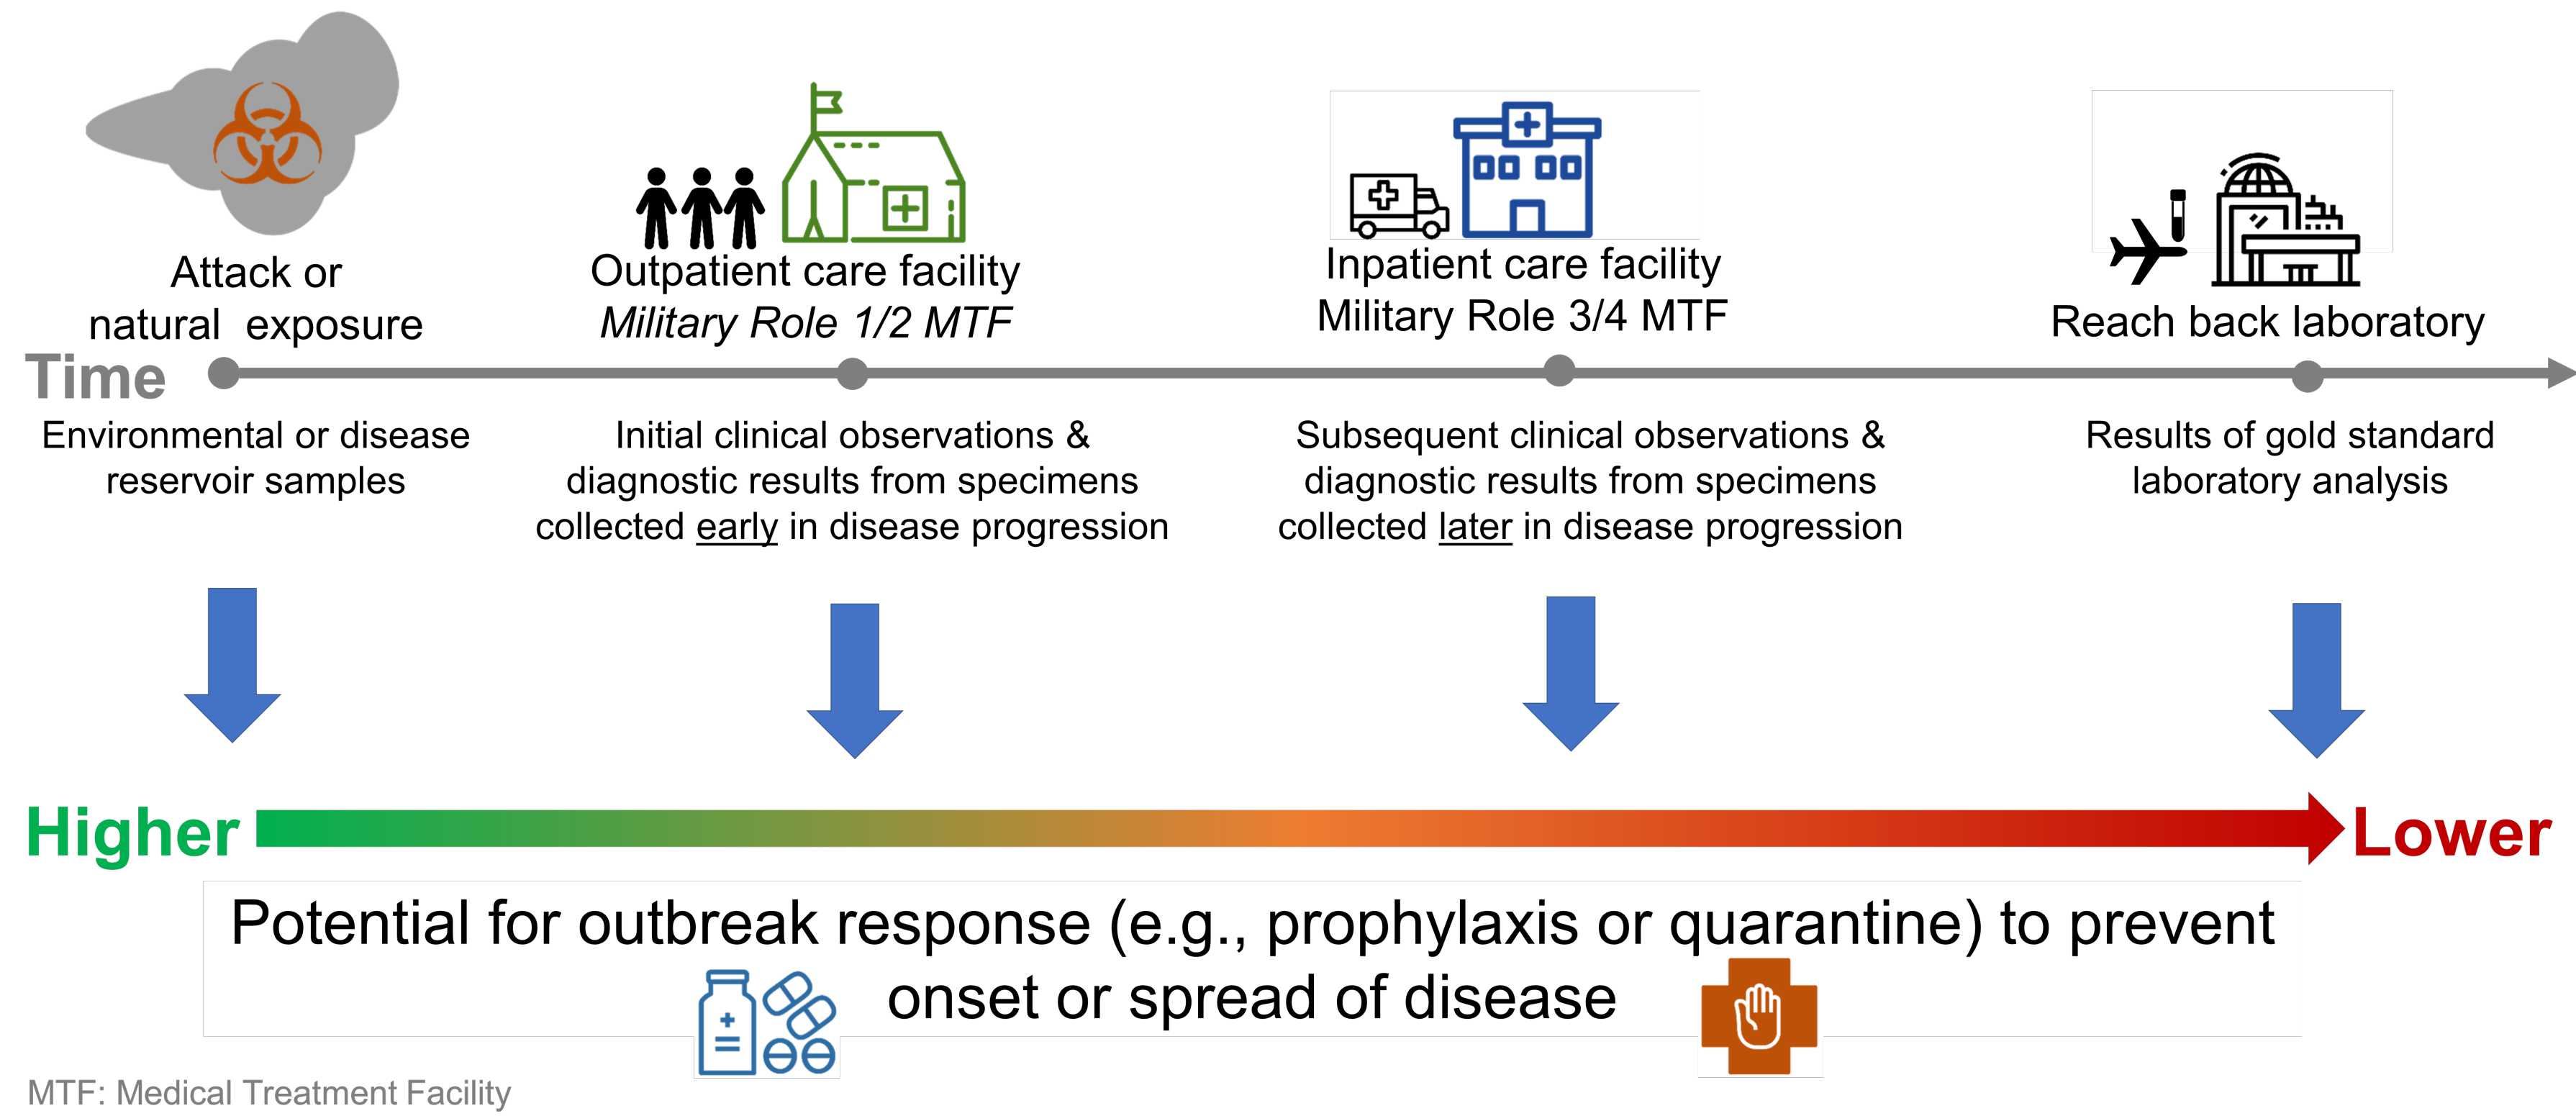 Attack or
natural  exposure
Outpatient care facility
Military Role 1/2 MTF
Inpatient care facility
Military Role 3/4 MTF
Reach back laboratory
Time
Environmental or disease
reservoir samples
Initial clinical observations &
diagnostic results from specimens
collected early in disease progression
Subsequent clinical observations &
diagnostic results from specimens
collected later in disease progression
Results of gold standard
laboratory analysis
Higher
Lower
Potential for outbreak response (e.g., prophylaxis or quarantine) to prevent
onset or spread of disease
MTF: Medical Treatment Facility